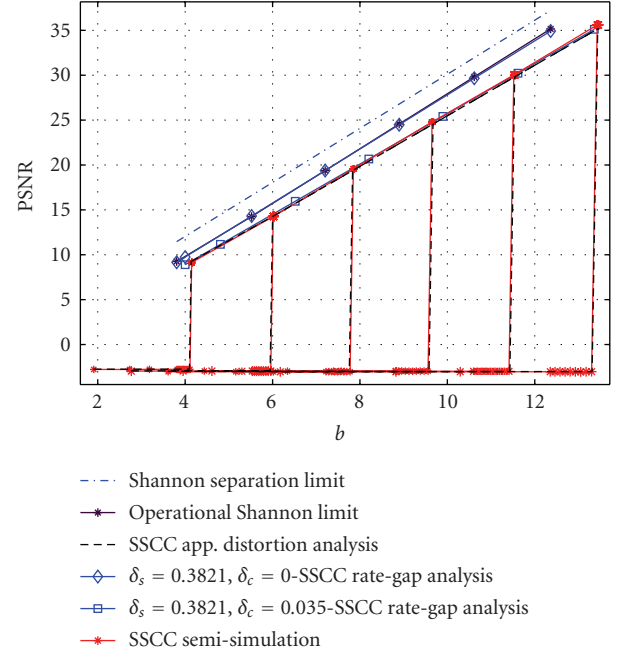 35
30
25
20
15
10
5
0
PSNR
2 4 6 8 10 12
b
Shannon separation limit
Operational Shannon limit
SSCC app. distortion analysis
δs = 0.3821, δc = 0-SSCC rate-gap analysis
δs = 0.3821, δc = 0.035-SSCC rate-gap analysis
SSCC semi-simulation